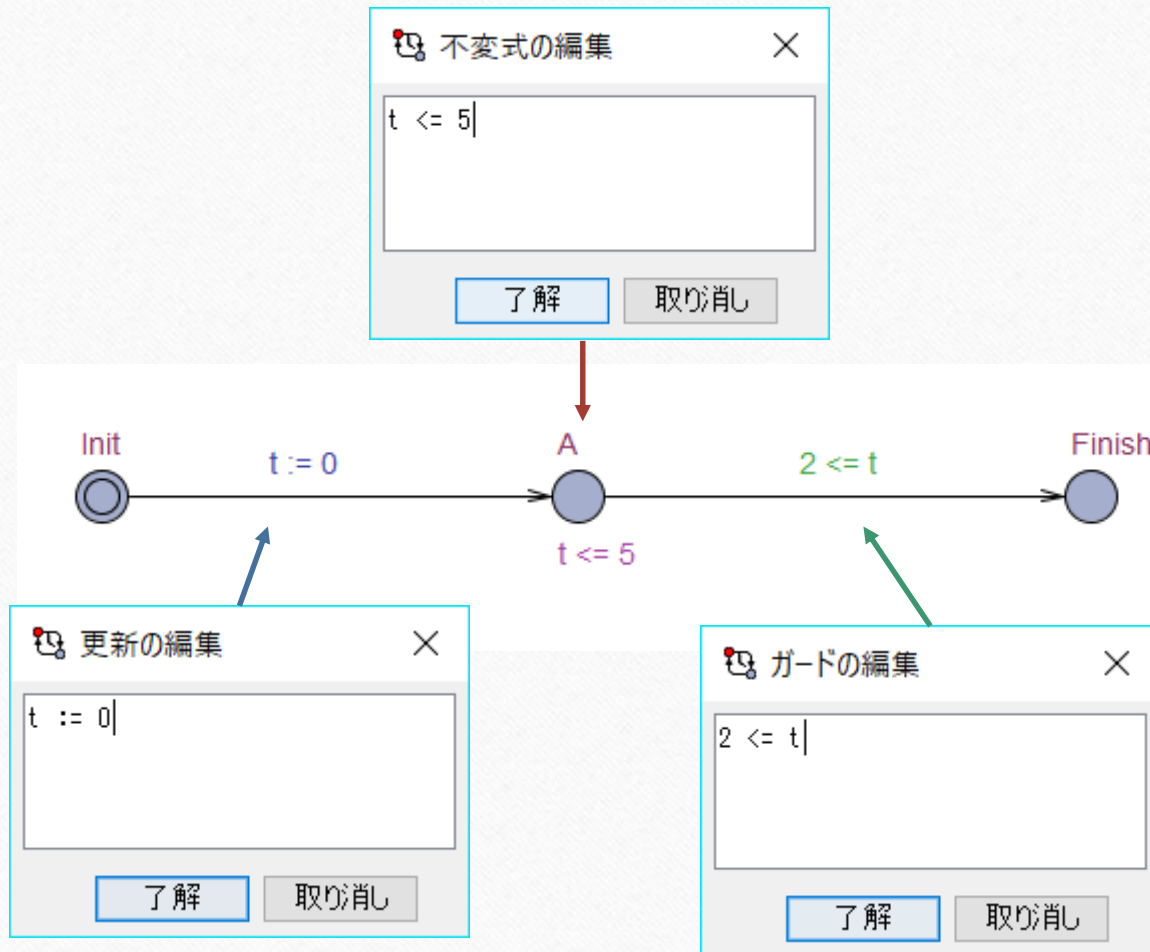 不変式の編集
t <= 5
了解
取り消し
Init
t := 0
A
2 <= t
Finish
t <= 5
更新の編集
t := 0
了解
取り消し
ガードの編集
2 <= t
了解
取り消し